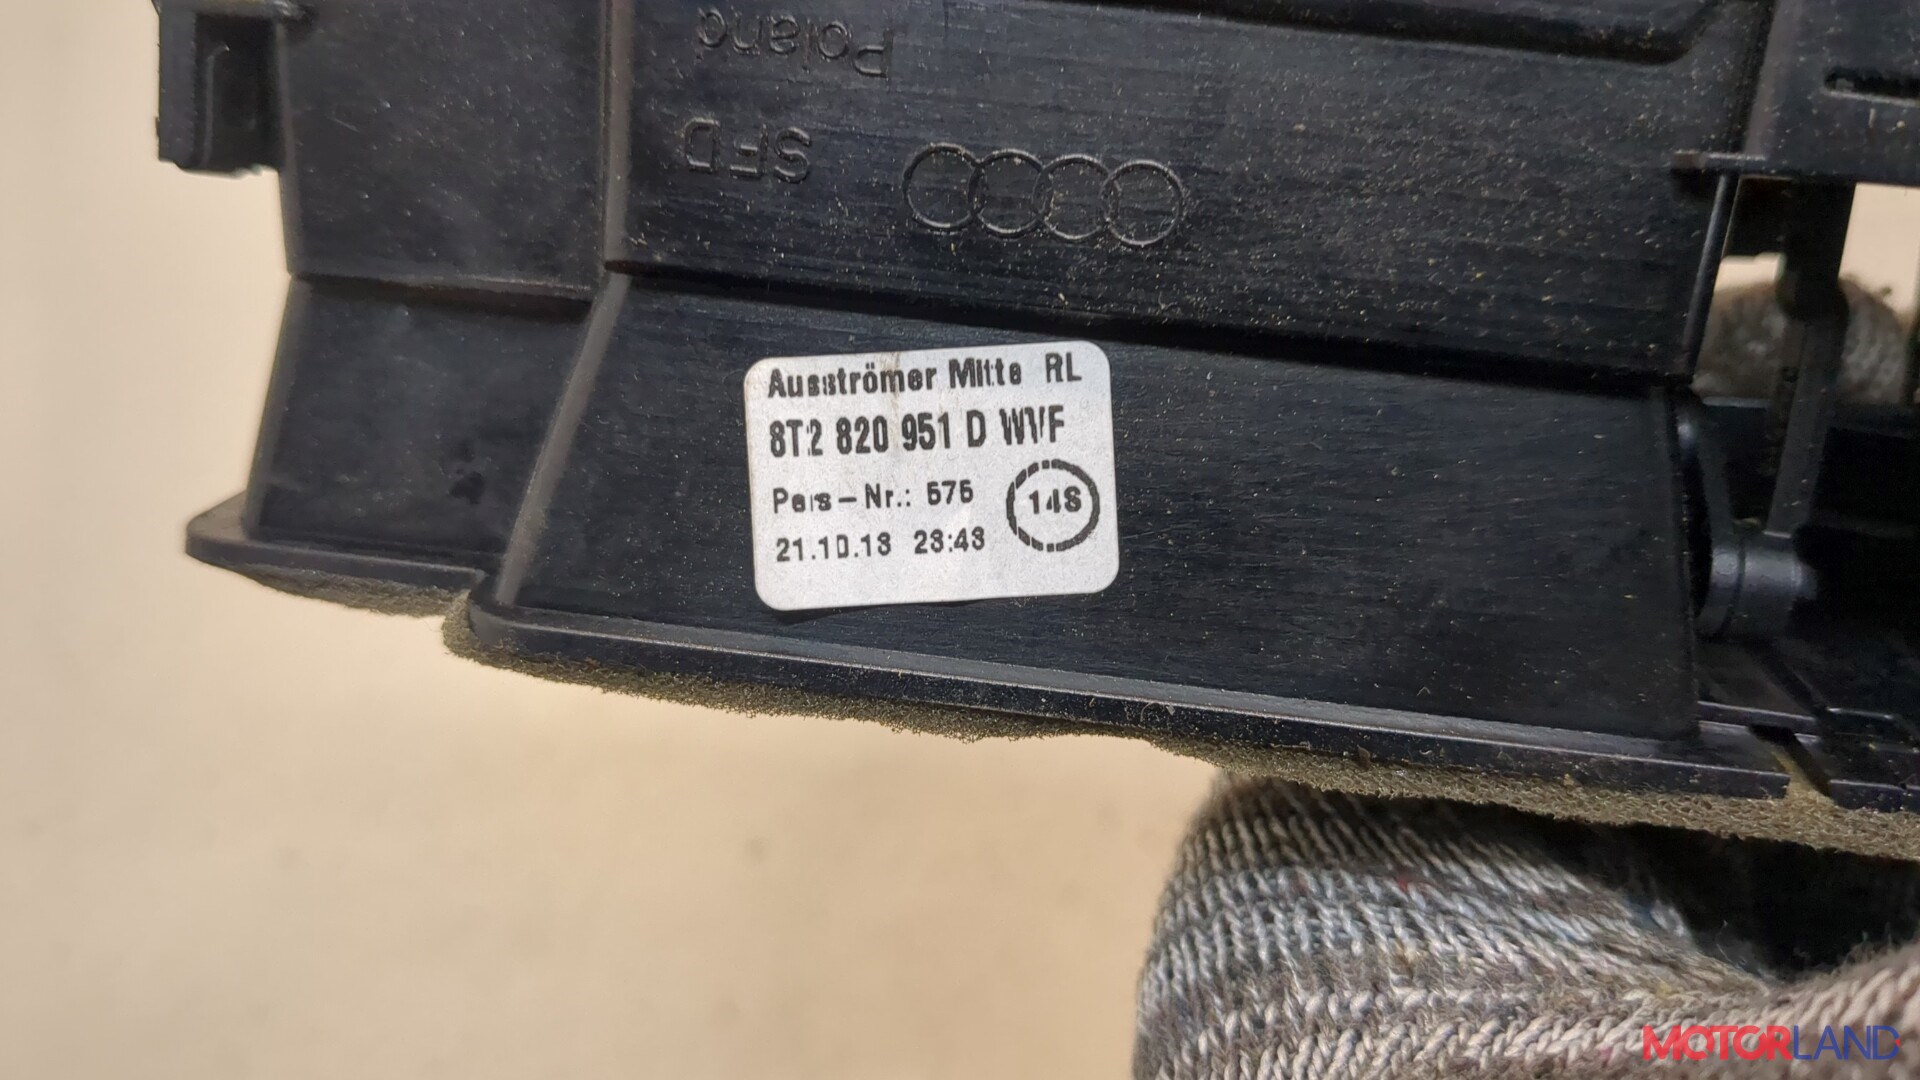 Poland
SFD
Ausströmer Mitte RL
8T2 820 951 D WVF
Pers-Nr.: 575
14S
21.10.13 23:43
MOTORLAND